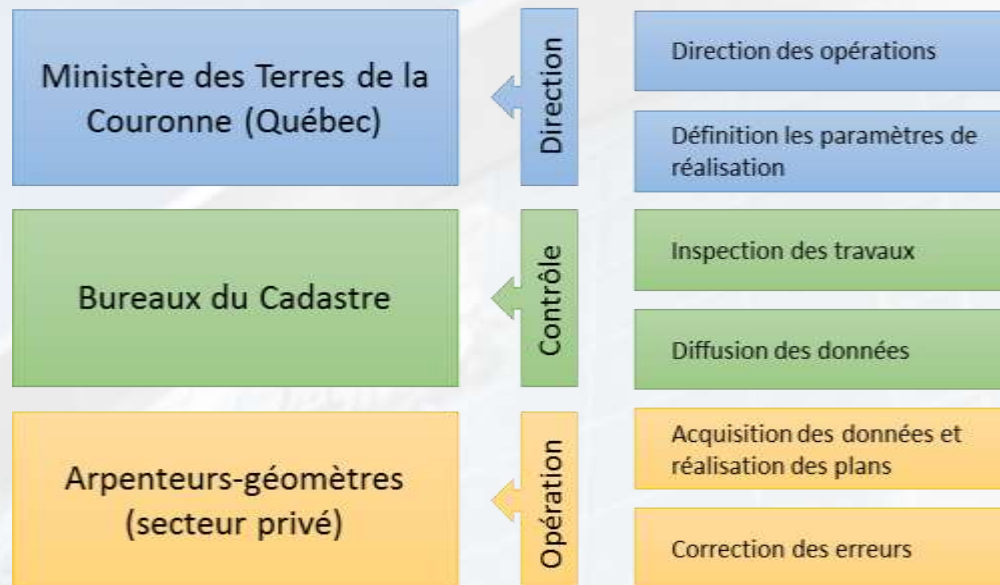 Ministère des Terres de la
Couronne (Québec)
Direction
Direction des opérations
Définition les paramètres de
réalisation
Bureaux du Cadastre
Contrôle
Inspection des travaux
Diffusion des données
Arpenteurs-géomètres
(secteur privé)
Opération
Acquisition des données et
réalisation des plans
Correction des erreurs